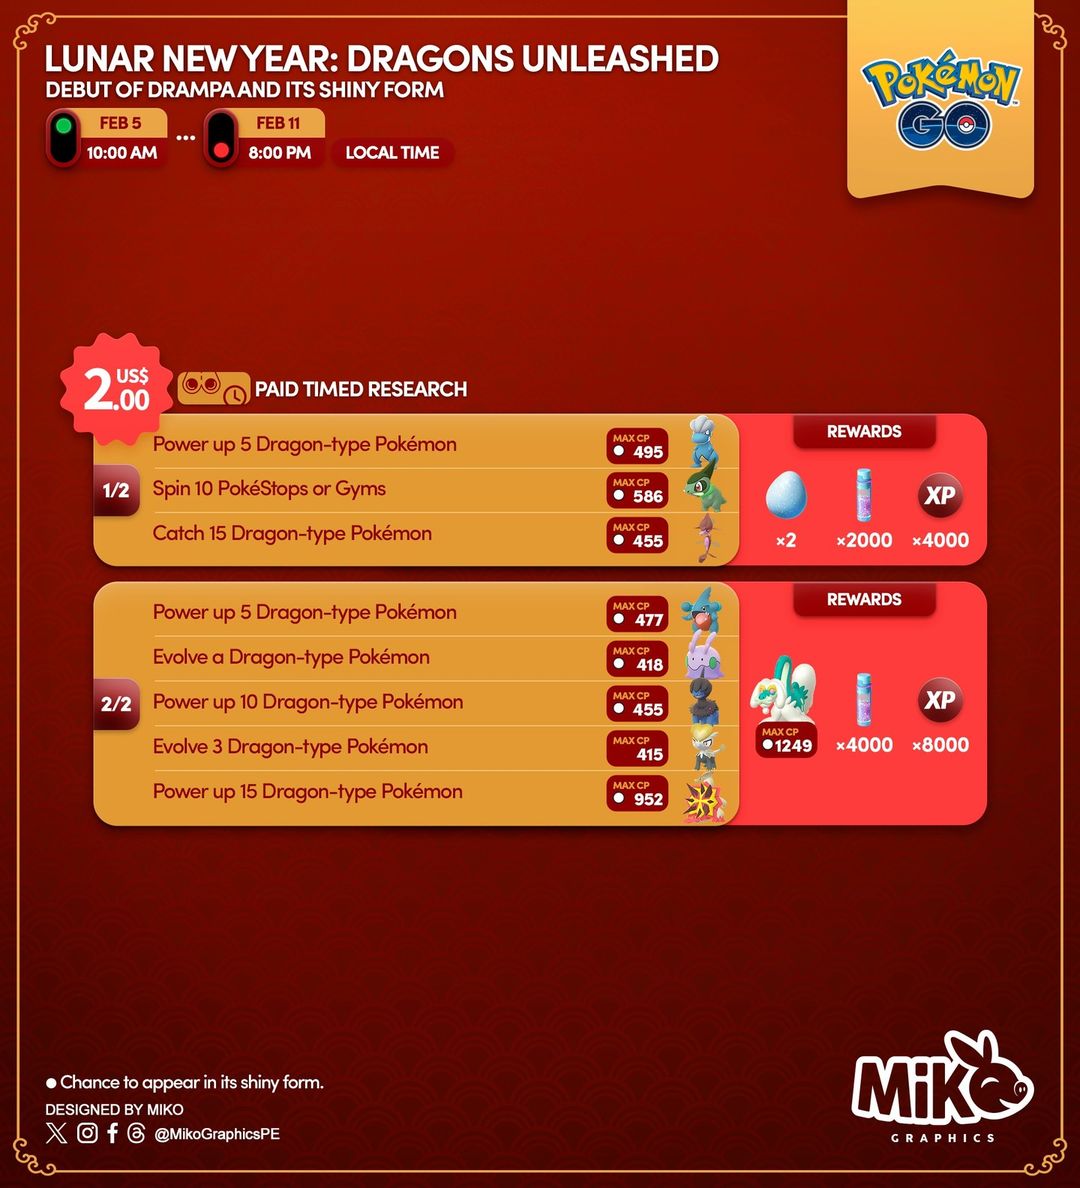 LUNAR NEW YEAR: DRAGONS UNLEASHED
DEBUT OF DRAMPA AND ITS SHINY FORM
FEB 5 ... FEB 11
10:00 AM 8:00 PM LOCAL TIME
POKÉMON GO
2 US$ .00
PAID TIMED RESEARCH
1/2
Power up 5 Dragon-type Pokémon MAX CP 495
Spin 10 PokéStops or Gyms MAX CP 586
Catch 15 Dragon-type Pokémon MAX CP 455
REWARDS
XP
×2 ×2000 ×4000
2/2
Power up 5 Dragon-type Pokémon MAX CP 477
Evolve a Dragon-type Pokémon MAX CP 418
Power up 10 Dragon-type Pokémon MAX CP 455
Evolve 3 Dragon-type Pokémon MAX CP 415
Power up 15 Dragon-type Pokémon MAX CP 952
REWARDS
XP
MAX CP 1249 ×4000 ×8000
Chance to appear in its shiny form.
DESIGNED BY MIKO
@MikoGraphicsPE
MiKO
GRAPHICS